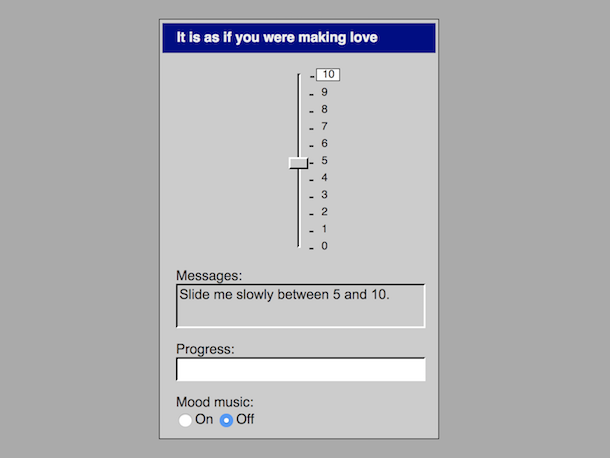 It is as if you were making love
10
9
8
7
6
5
4
3
2
1
0
Messages:
Slide me slowly between 5 and 10.
Progress:
Mood music:
On Off